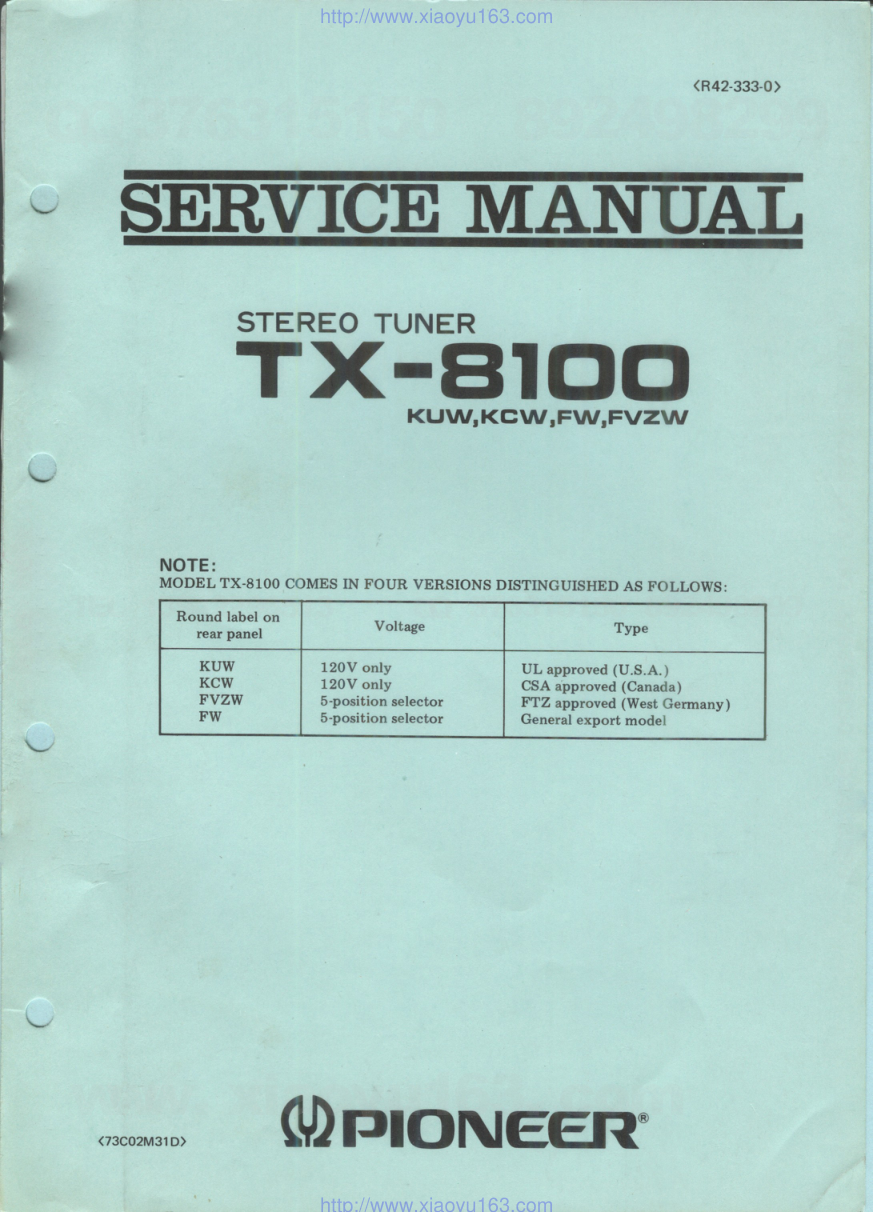 http://www.xiaoyu163.com
<R42-333-0>
SERVICE MANUAL
STEREO TUNER
TX-8100
KUW,KCW,FW,FVZW
NOTE:
MODEL TX-8100 COMES IN FOUR VERSIONS DISTINGUISHED AS FOLLOWS:
Round label on rear panel Voltage Type
KUW 120V only UL approved (U.S.A.)
KCW 120V only CSA approved (Canada)
FVZW 5-position selector FTZ approved (West Germany)
FW 5-position selector General export model
PIONEER®
<73C02M31D>
http://www.xiaoyu163.com